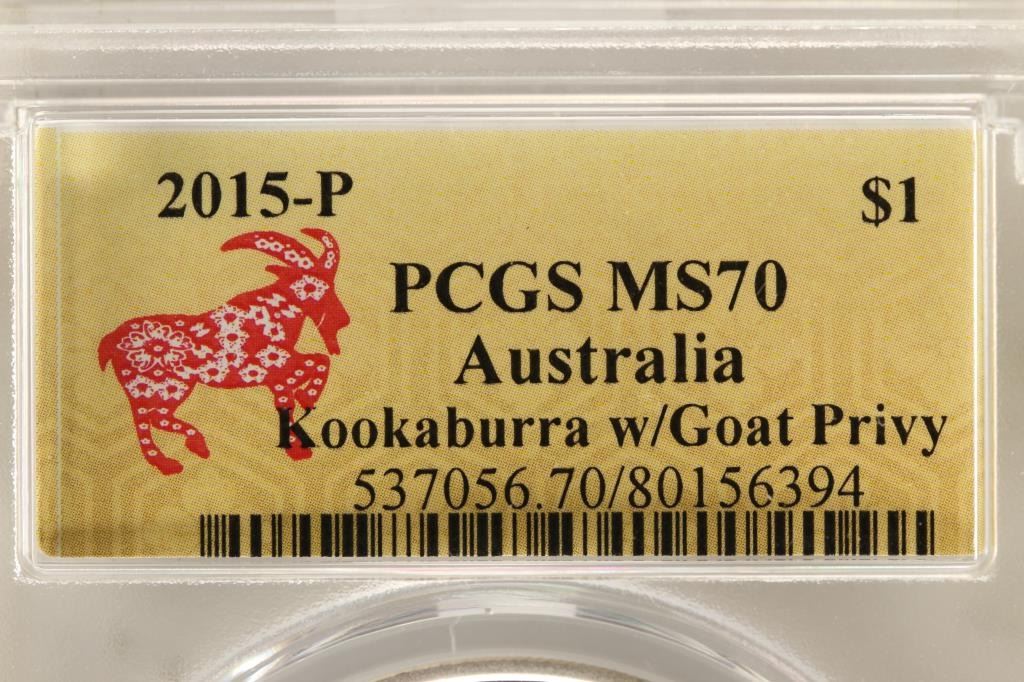 2015-P $1
PCGS MS70
Australia
Kookaburra w/Goat Privy
537056.70/80156394